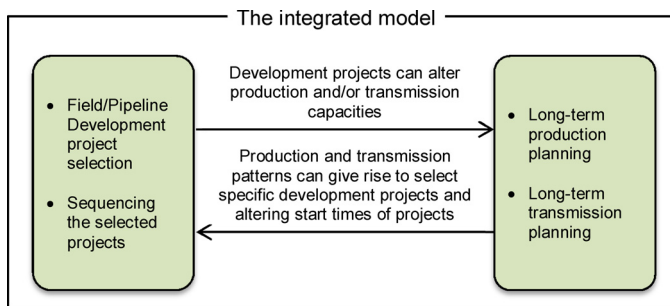 The integrated model
• Field/Pipeline
Development
project
selection
• Sequencing
the selected
projects
Development projects can alter
production and/or transmission
capacities
Production and transmission
patterns can give rise to select
specific development projects and
altering start times of projects
• Long-term
production
planning
• Long-term
transmission
planning